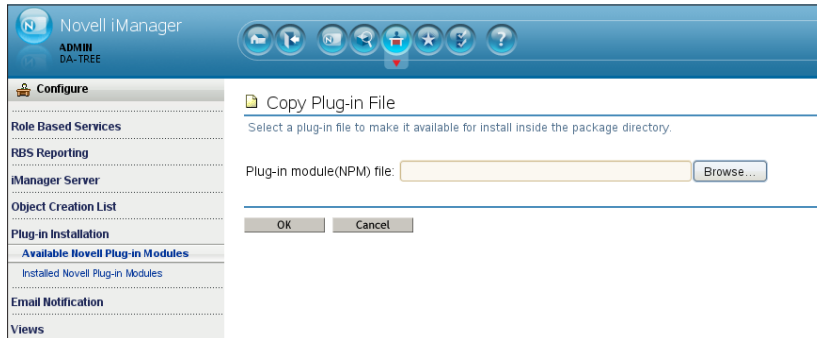 Novell iManager
ADMIN
DA-TREE
Configure
Role Based Services
RBS Reporting
iManager Server
Object Creation List
Plug-in Installation
Available Novell Plug-in Modules
Installed Novell Plug-in Modules
Email Notification
Views
Copy Plug-in File
Select a plug-in file to make it available for install inside the package directory.
Plug-in module(NPM) file: Browse...
OK Cancel